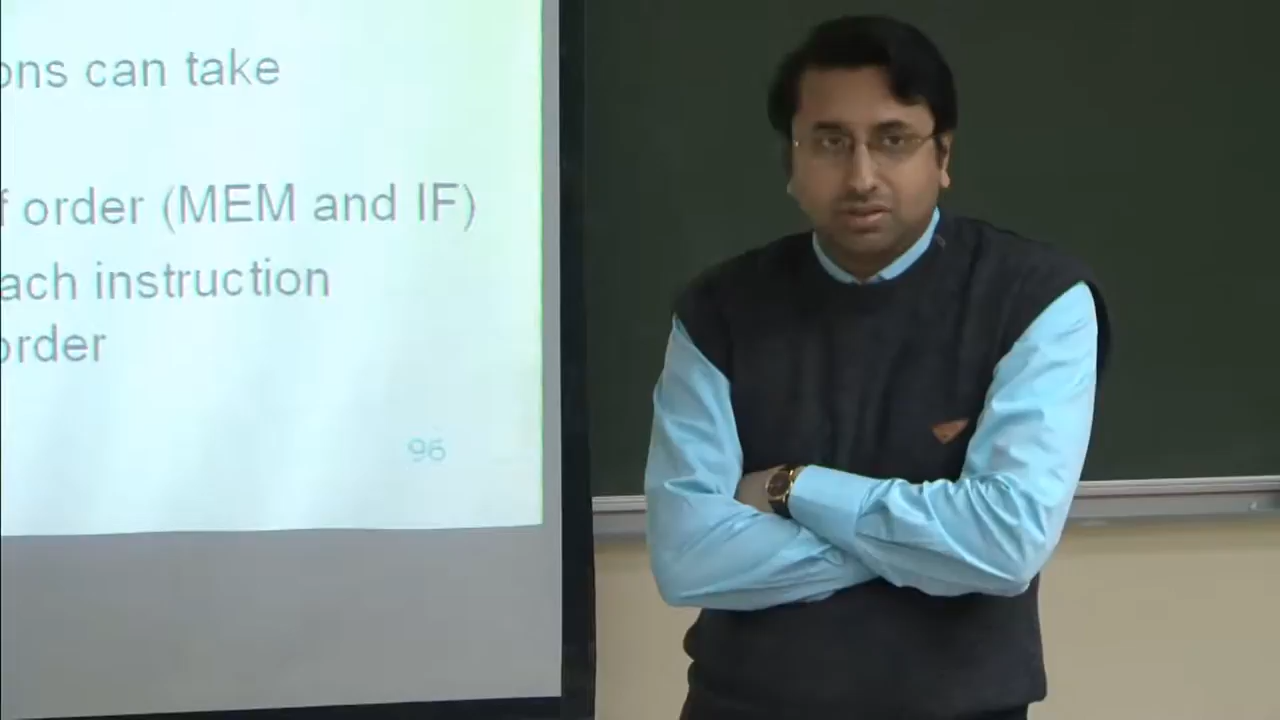 ons can take
f order (MEM and IF)
ach instruction
order
96